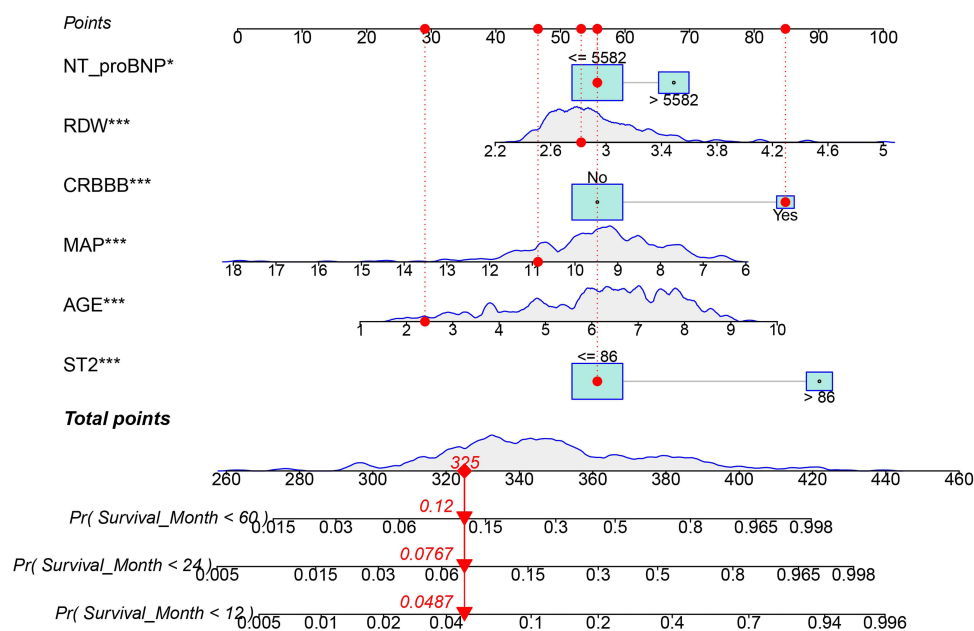 Points
0 10 20 30 40 50 60 70 80 90 100
NT_proBNP*
<= 5582
> 5582
RDW***
2.2 2.6 3 3.4 3.8 4.2 4.6 5
CRBBB***
No
Yes
MAP***
18 17 16 15 14 13 12 11 10 9 8 7 6
AGE***
1 2 3 4 5 6 7 8 9 10
ST2***
<= 86
> 86
Total points
325
260 280 300 320 340 360 380 400 420 440 460
0.12
Pr( Survival_Month < 60 )
0.015 0.03 0.06 0.15 0.3 0.5 0.8 0.965 0.998
0.0767
Pr( Survival_Month < 24 )
0.005 0.015 0.03 0.06 0.15 0.3 0.5 0.8 0.965 0.998
0.0487
Pr( Survival_Month < 12 )
0.005 0.01 0.02 0.04 0.1 0.2 0.4 0.7 0.94 0.996